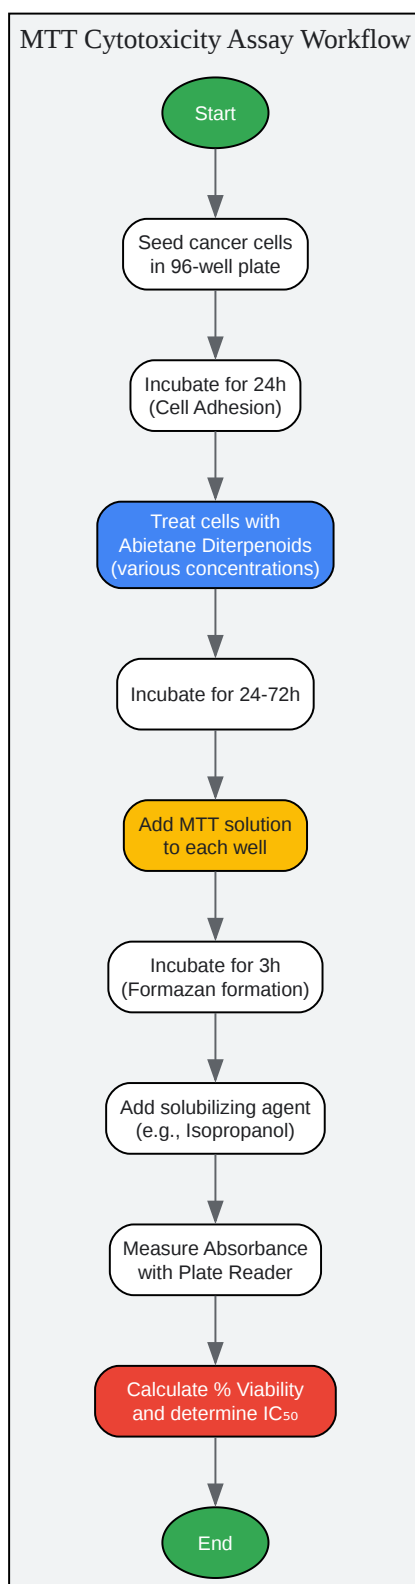 MTT Cytotoxicity Assay Workflow
Start
Seed cancer cells
in 96-well plate
Incubate for 24h
(Cell Adhesion)
Treat cells with
Abietane Diterpenoids
(various concentrations)
Incubate for 24-72h
Add MTT solution
to each well
Incubate for 3h
(Formazan formation)
Add solubilizing agent
(e.g., Isopropanol)
Measure Absorbance
with Plate Reader
Calculate % Viability
and determine IC₅₀
End